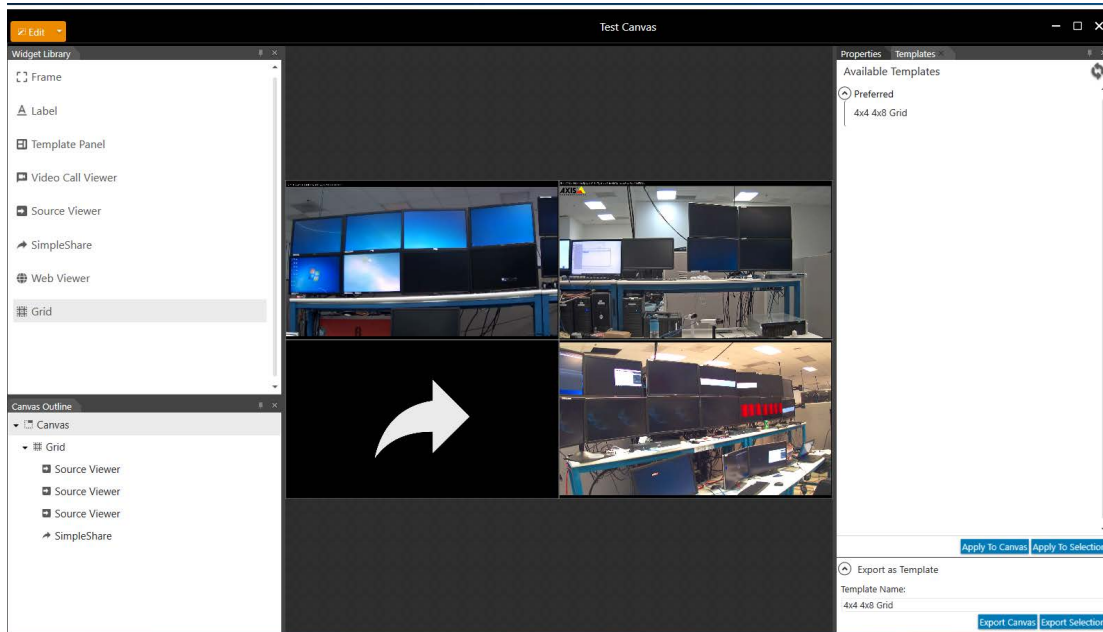 Edit
Test Canvas
Widget Library
Frame
Label
Template Panel
Video Call Viewer
Source Viewer
SimpleShare
Web Viewer
Grid
Canvas Outline
Canvas
Grid
Source Viewer
Source Viewer
Source Viewer
SimpleShare
AXIS
Properties Templates
Available Templates
Preferred
4x4 4x8 Grid
Apply To Canvas Apply To Selection
Export as Template
Template Name:
4x4 4x8 Grid
Export Canvas Export Selection